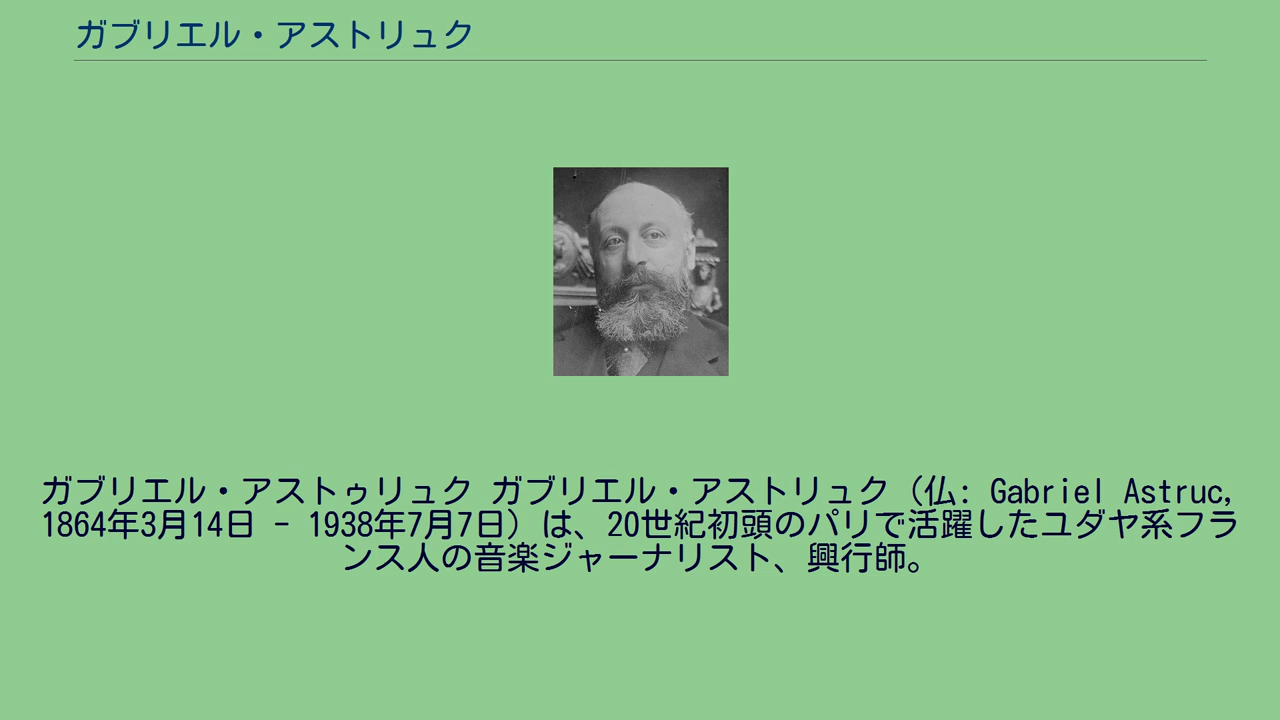 ガブリエル・アストリュク
ガブリエル・アストゥリュク ガブリエル・アストリュク（仏: Gabriel Astruc,
1864年3月14日 - 1938年7月7日）は、20世紀初頭のパリで活躍したユダヤ系フラ
ンス人の音楽ジャーナリスト、興行師。